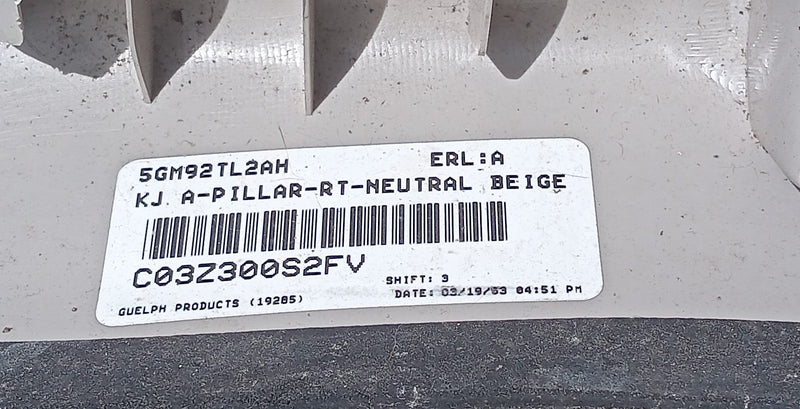 5GM92TL2AH ERL:A
KJ A-PILLAR-RT-NEUTRAL BEIGE
C03Z300S2FV
SHIFT: 3
GUELPH PRODUCTS (19285)
DATE: 03/19/53 04:51 PM